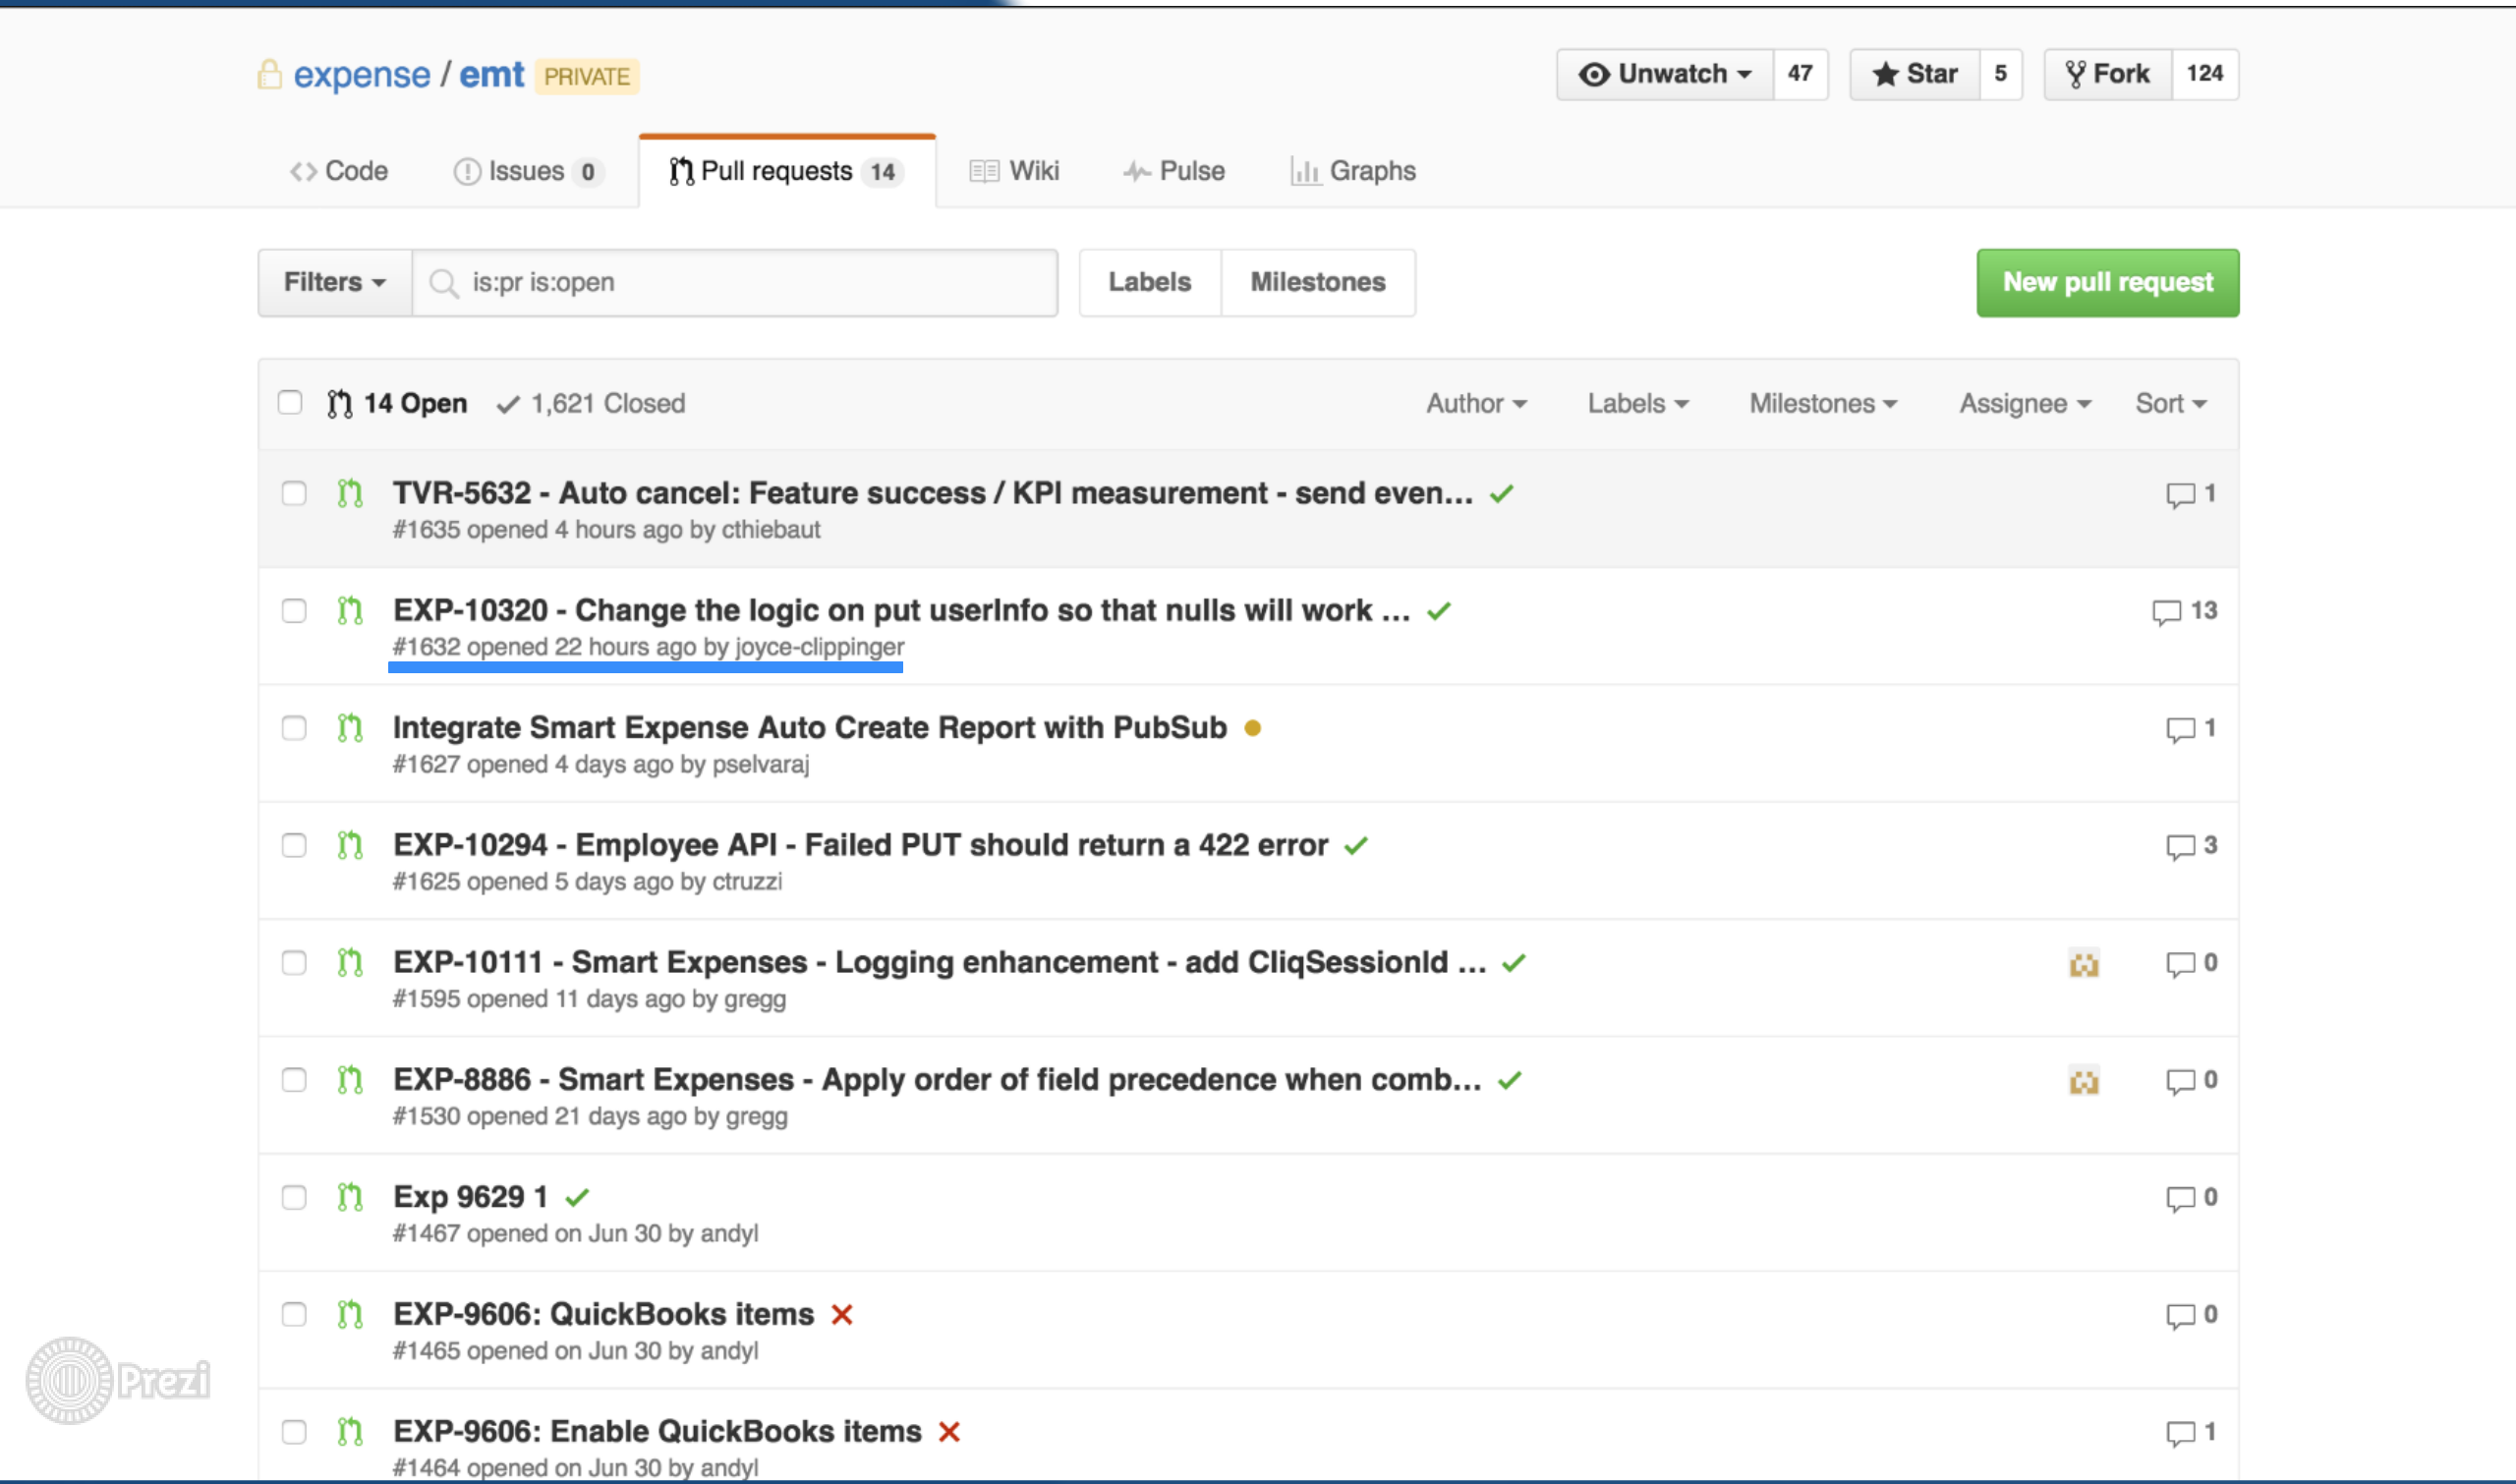 expense / emt PRIVATE
Unwatch 47 Star 5 Fork 124
Code Issues 0 Pull requests 14 Wiki Pulse Graphs
Filters is:pr is:open Labels Milestones New pull request
14 Open 1,621 Closed Author Labels Milestones Assignee Sort
TVR-5632 - Auto cancel: Feature success / KPI measurement - send even... 1
#1635 opened 4 hours ago by cthiebaut
EXP-10320 - Change the logic on put userInfo so that nulls will work ... 13
#1632 opened 22 hours ago by joyce-clippinger
Integrate Smart Expense Auto Create Report with PubSub 1
#1627 opened 4 days ago by pselvaraj
EXP-10294 - Employee API - Failed PUT should return a 422 error 3
#1625 opened 5 days ago by ctruzzi
EXP-10111 - Smart Expenses - Logging enhancement - add CliqSessionId ... 0
#1595 opened 11 days ago by gregg
EXP-8886 - Smart Expenses - Apply order of field precedence when comb... 0
#1530 opened 21 days ago by gregg
Exp 9629 1 0
#1467 opened on Jun 30 by andyl
EXP-9606: QuickBooks items 0
#1465 opened on Jun 30 by andyl
Prezi
EXP-9606: Enable QuickBooks items 1
#1464 opened on Jun 30 by andyl